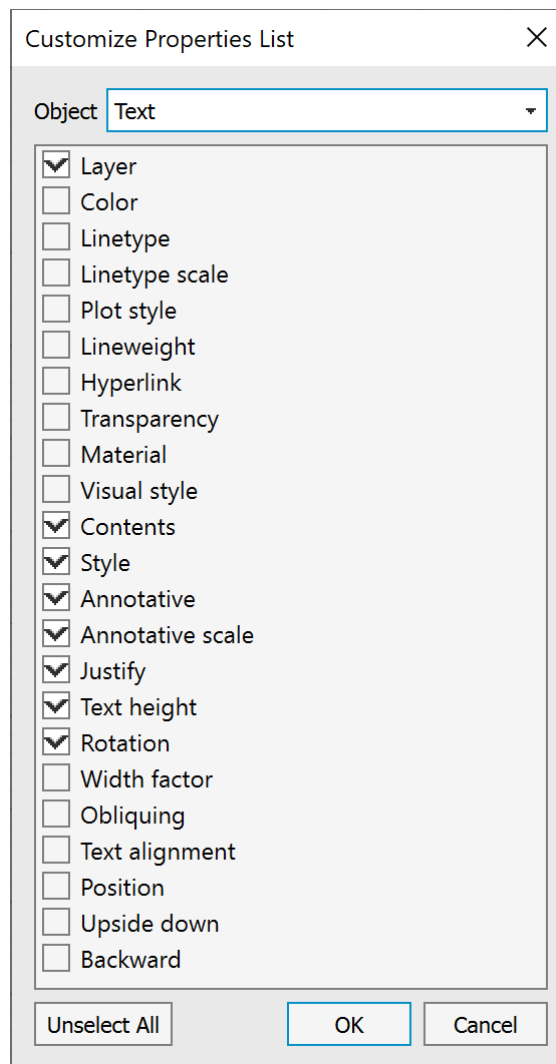 Customize Properties List
Object Text
Layer
Color
Linetype
Linetype scale
Plot style
Lineweight
Hyperlink
Transparency
Material
Visual style
Contents
Style
Annotative
Annotative scale
Justify
Text height
Rotation
Width factor
Obliquing
Text alignment
Position
Upside down
Backward
Unselect All OK Cancel